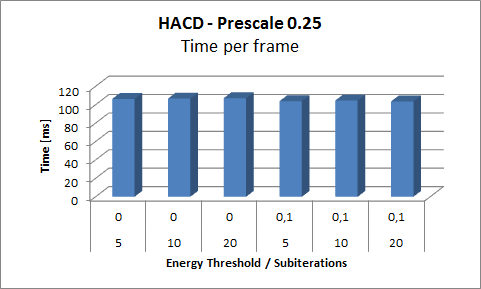 HACD - Prescale 0.25
Time per frame
120
100
80
60
40
20
0
Time [ms]
0 0 0 0,1 0,1 0,1
5 10 20 5 10 20
Energy Threshold / Subiterations